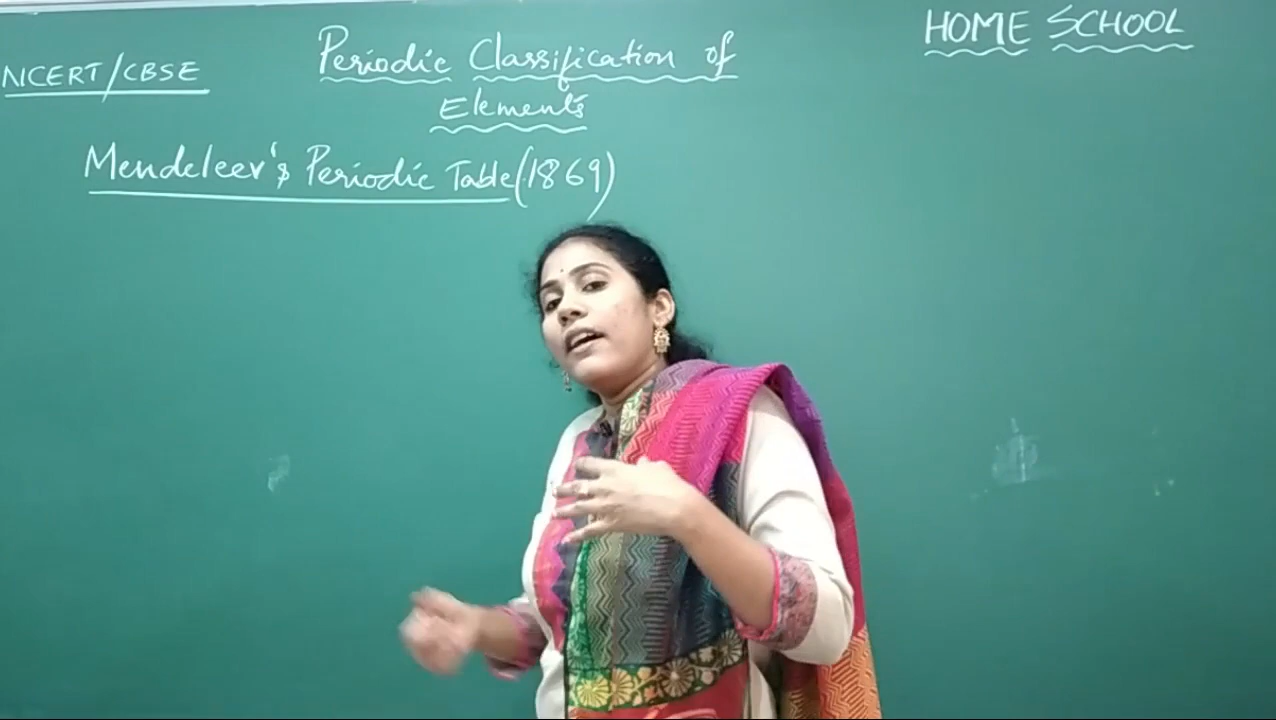 HOME SCHOOL
NCERT/CBSE
Periodic Classification of
Elements
Mendeleev's Periodic Table (1869)